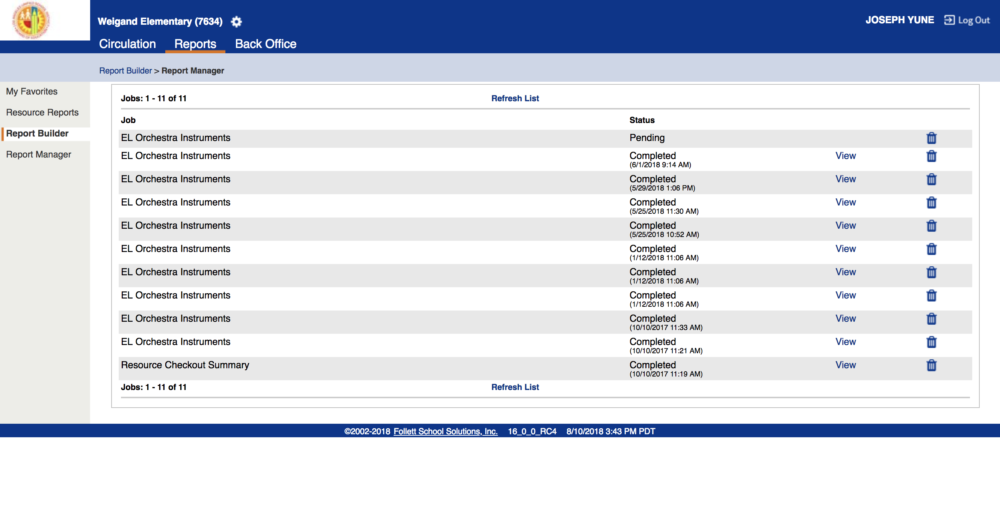 Weigand Elementary (7634)
JOSEPH YUNE Log Out
Circulation Reports Back Office
Report Builder > Report Manager
My Favorites
Resource Reports
Report Builder
Report Manager
Jobs: 1 - 11 of 11 Refresh List
Job Status
EL Orchestra Instruments Pending
EL Orchestra Instruments Completed View
(6/1/2018 9:14 AM)
EL Orchestra Instruments Completed View
(5/29/2018 1:06 PM)
EL Orchestra Instruments Completed View
(5/25/2018 11:30 AM)
EL Orchestra Instruments Completed View
(5/25/2018 10:52 AM)
EL Orchestra Instruments Completed View
(1/12/2018 11:06 AM)
EL Orchestra Instruments Completed View
(1/12/2018 11:06 AM)
EL Orchestra Instruments Completed View
(1/12/2018 11:06 AM)
EL Orchestra Instruments Completed View
(10/10/2017 11:33 AM)
EL Orchestra Instruments Completed View
(10/10/2017 11:21 AM)
Resource Checkout Summary Completed View
(10/10/2017 11:19 AM)
Jobs: 1 - 11 of 11 Refresh List
©2002-2018 Follett School Solutions, Inc. 16_0_0_RC4 8/10/2018 3:43 PM PDT